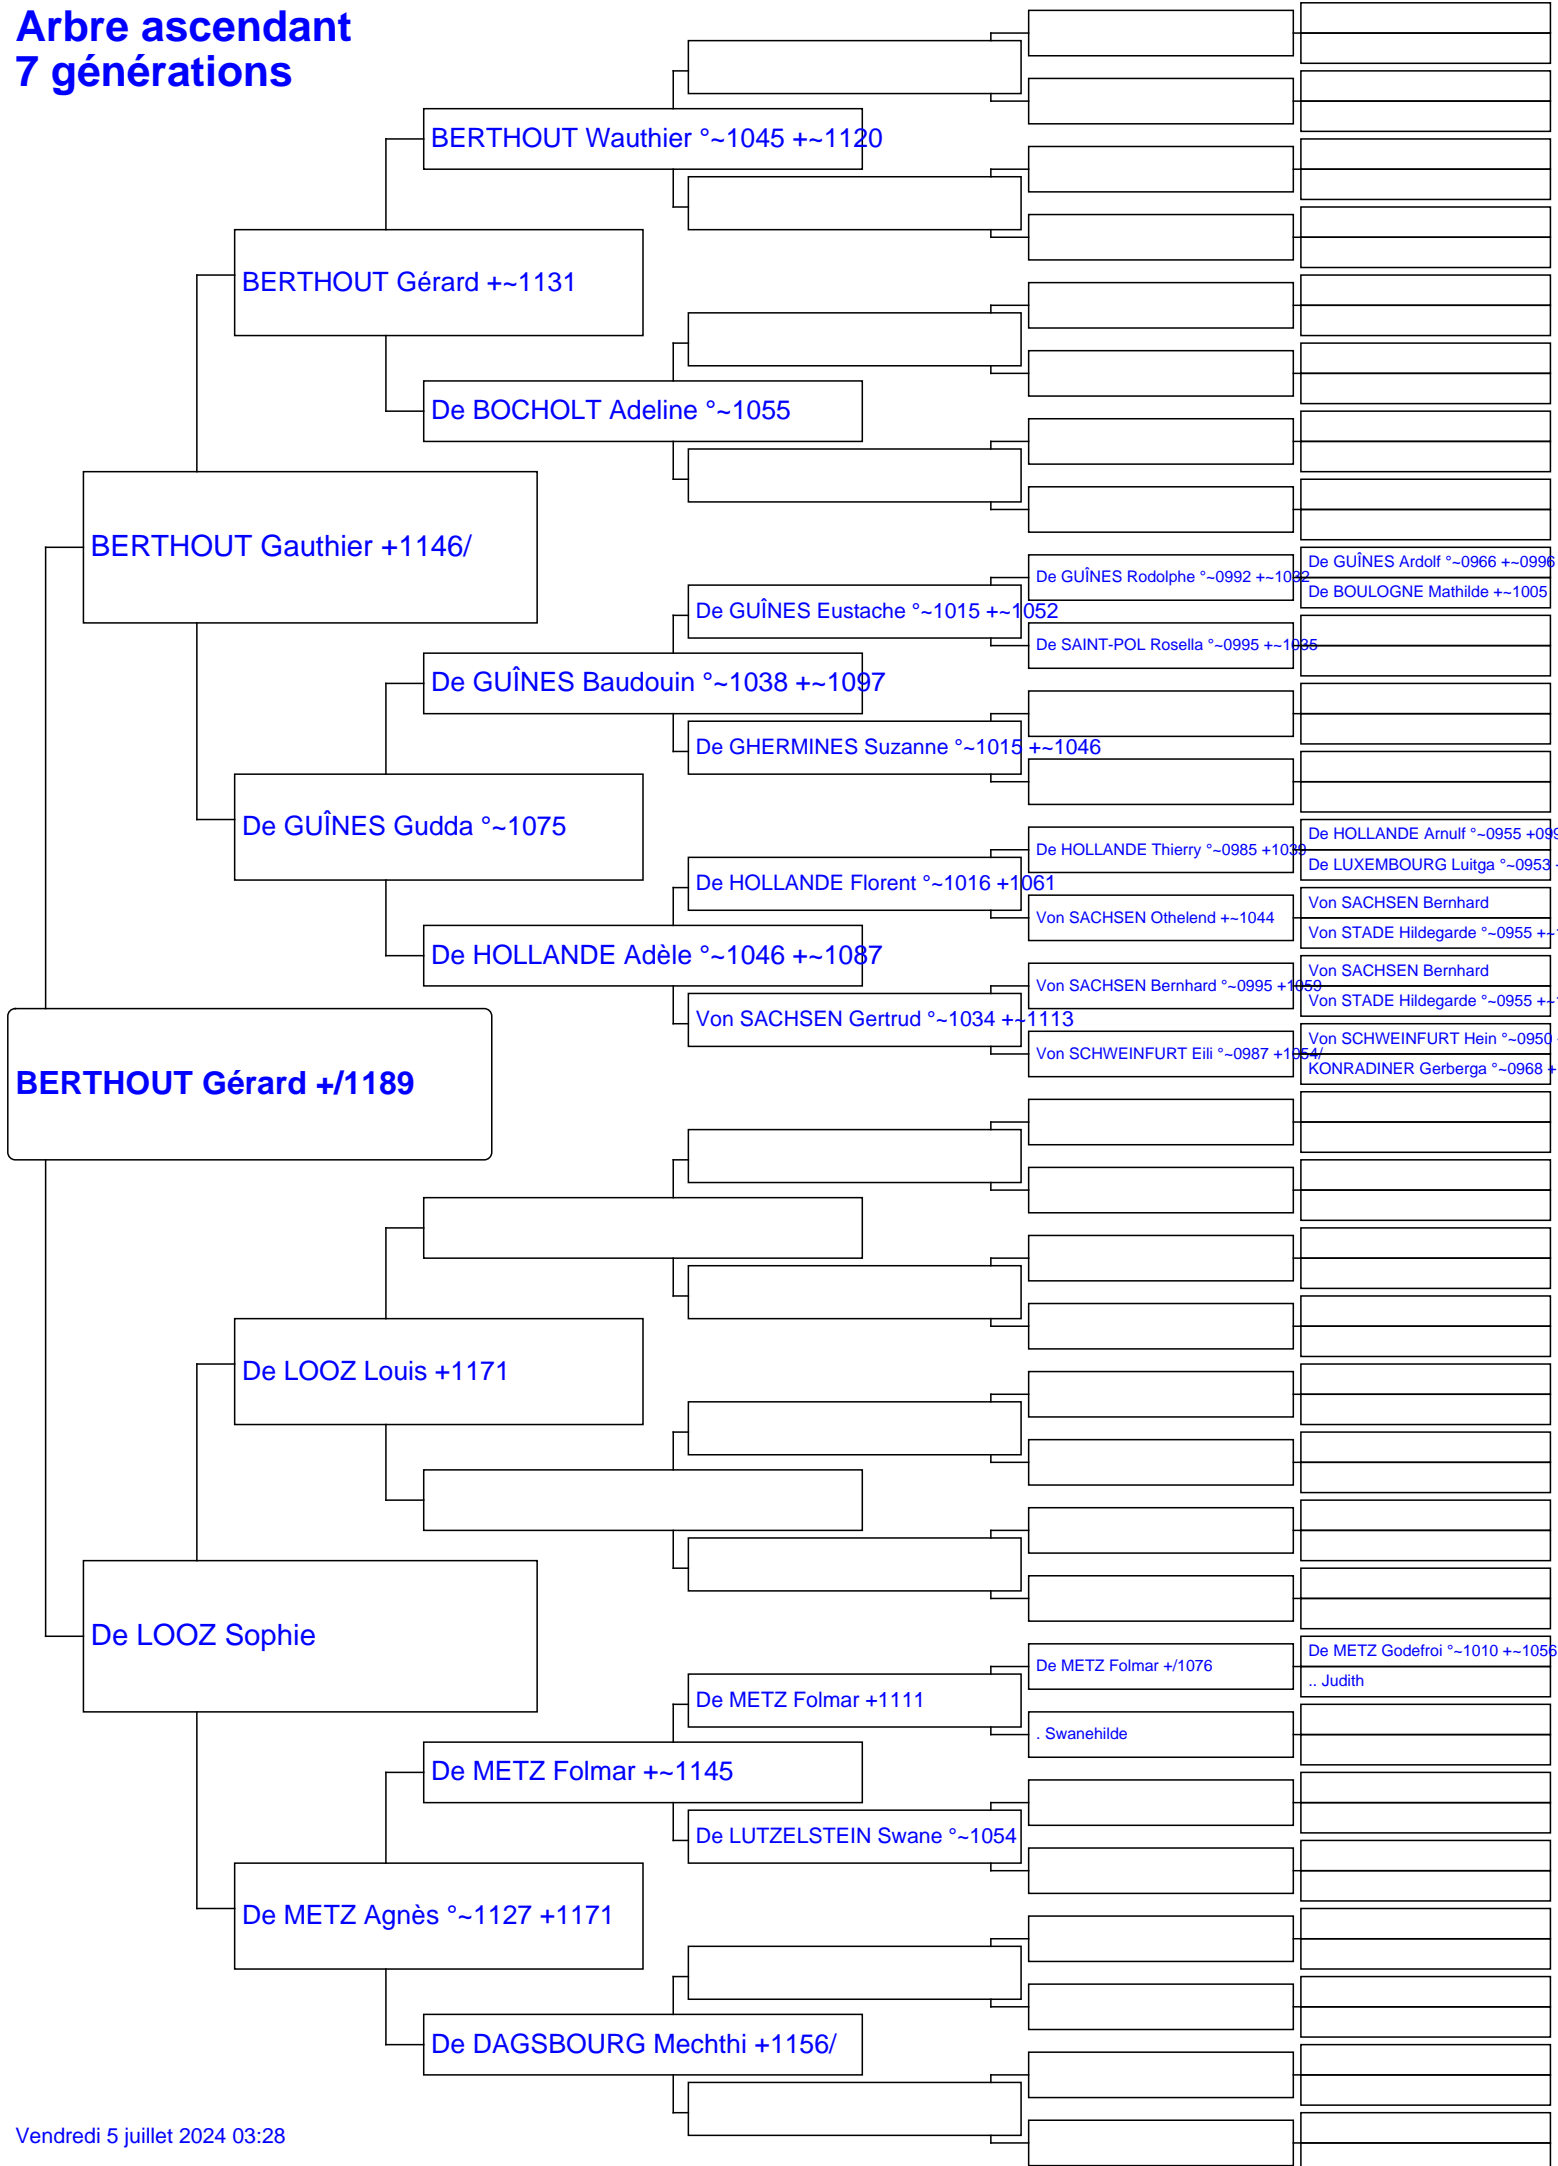 Arbre ascendant
7 générations
BERTHOUT Wauthier °~1045 +~1120
BERTHOUT Gérard +~1131
De BOCHOLT Adeline °~1055
BERTHOUT Gauthier +1146/
De GUÎNES Ardolf °~0966 +~0996
De GUÎNES Rodolphe °~0992 +~1032
De BOULOGNE Mathilde +~1005
De GUÎNES Eustache °~1015 +~1052
De SAINT-POL Rosella °~0995 +~1035
De GUÎNES Baudouin °~1038 +~1097
De GHERMINES Suzanne °~1015 +~1046
De GUÎNES Gudda °~1075
De HOLLANDE Arnulf °~0955 +099
De HOLLANDE Thierry °~0985 +1039
De LUXEMBOURG Luitga °~0953
De HOLLANDE Florent °~1016 +1061
Von SACHSEN Bernhard
Von SACHSEN Othelend +~1044
Von STADE Hildegarde °~0955 +~
De HOLLANDE Adèle °~1046 +~1087
Von SACHSEN Bernhard
Von SACHSEN Bernhard °~0995 +1059
Von STADE Hildegarde °~0955 +~
Von SACHSEN Gertrud °~1034 +~1113
Von SCHWEINFURT Hein °~0950
Von SCHWEINFURT Eili °~0987 +1054/
KONRADINER Gerberga °~0968 +
BERTHOUT Gérard +/1189
De LOOZ Louis +1171
De LOOZ Sophie
De METZ Godefroi °~1010 +~1056
De METZ Folmar +/1076
.. Judith
De METZ Folmar +1111
. Swanehilde
De METZ Folmar +~1145
De LUTZELSTEIN Swane °~1054
De METZ Agnès °~1127 +1171
De DAGSBOURG Mechthi +1156/
Vendredi 5 juillet 2024 03:28